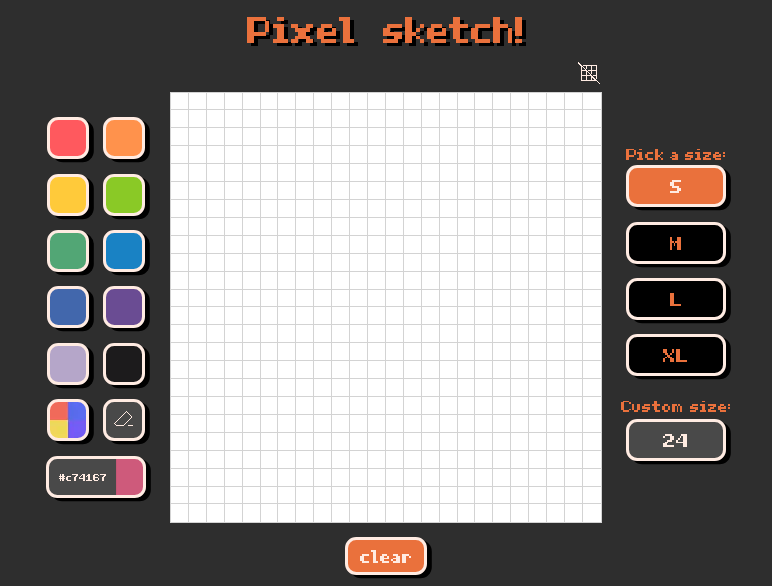 Pixel sketch!
Pick a size:
S
M
L
XL
Custom size:
24
#c74167
clear